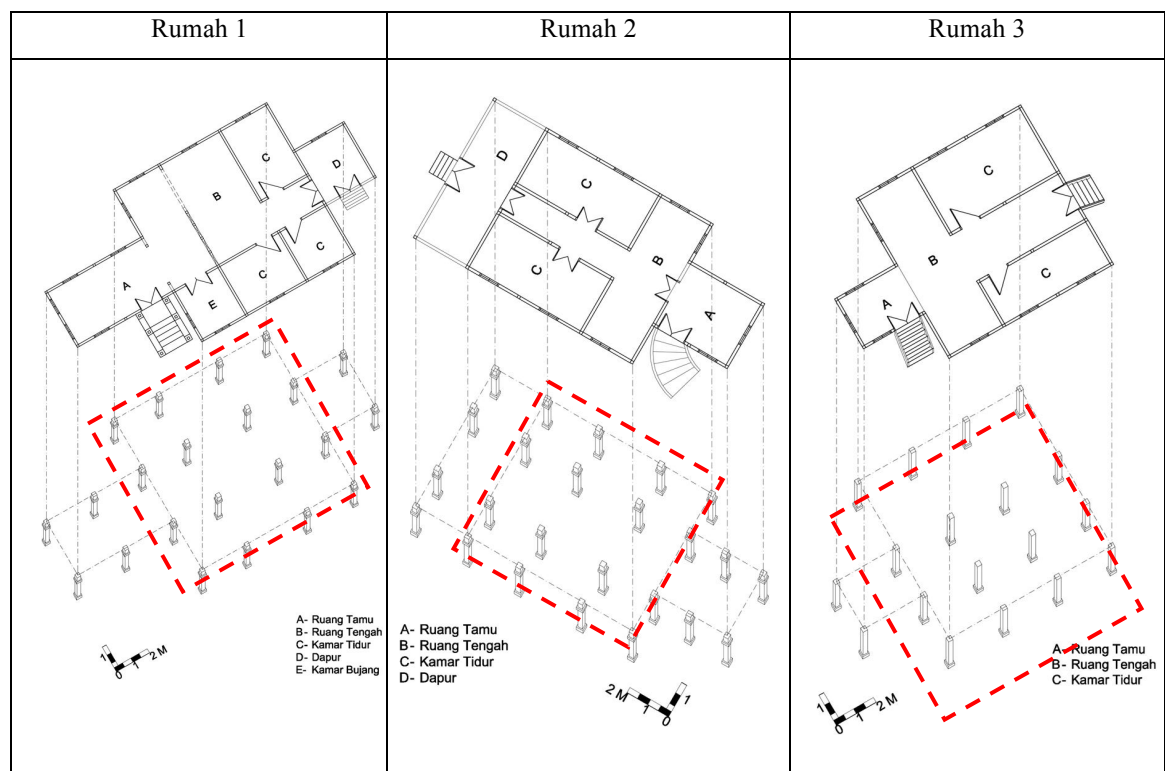 Rumah 1
Rumah 2
Rumah 3
C
D
B
C
A
C
E
A- Ruang Tamu
B- Ruang Tengah
C- Kamar Tidur
D- Dapur
E- Kamar Bujang
1 0 1 2 M
D
C
B
C
A
A- Ruang Tamu
B- Ruang Tengah
C- Kamar Tidur
D- Dapur
2 M 1 0 1
C
B
C
A
A- Ruang Tamu
B- Ruang Tengah
C- Kamar Tidur
1 0 1 2 M